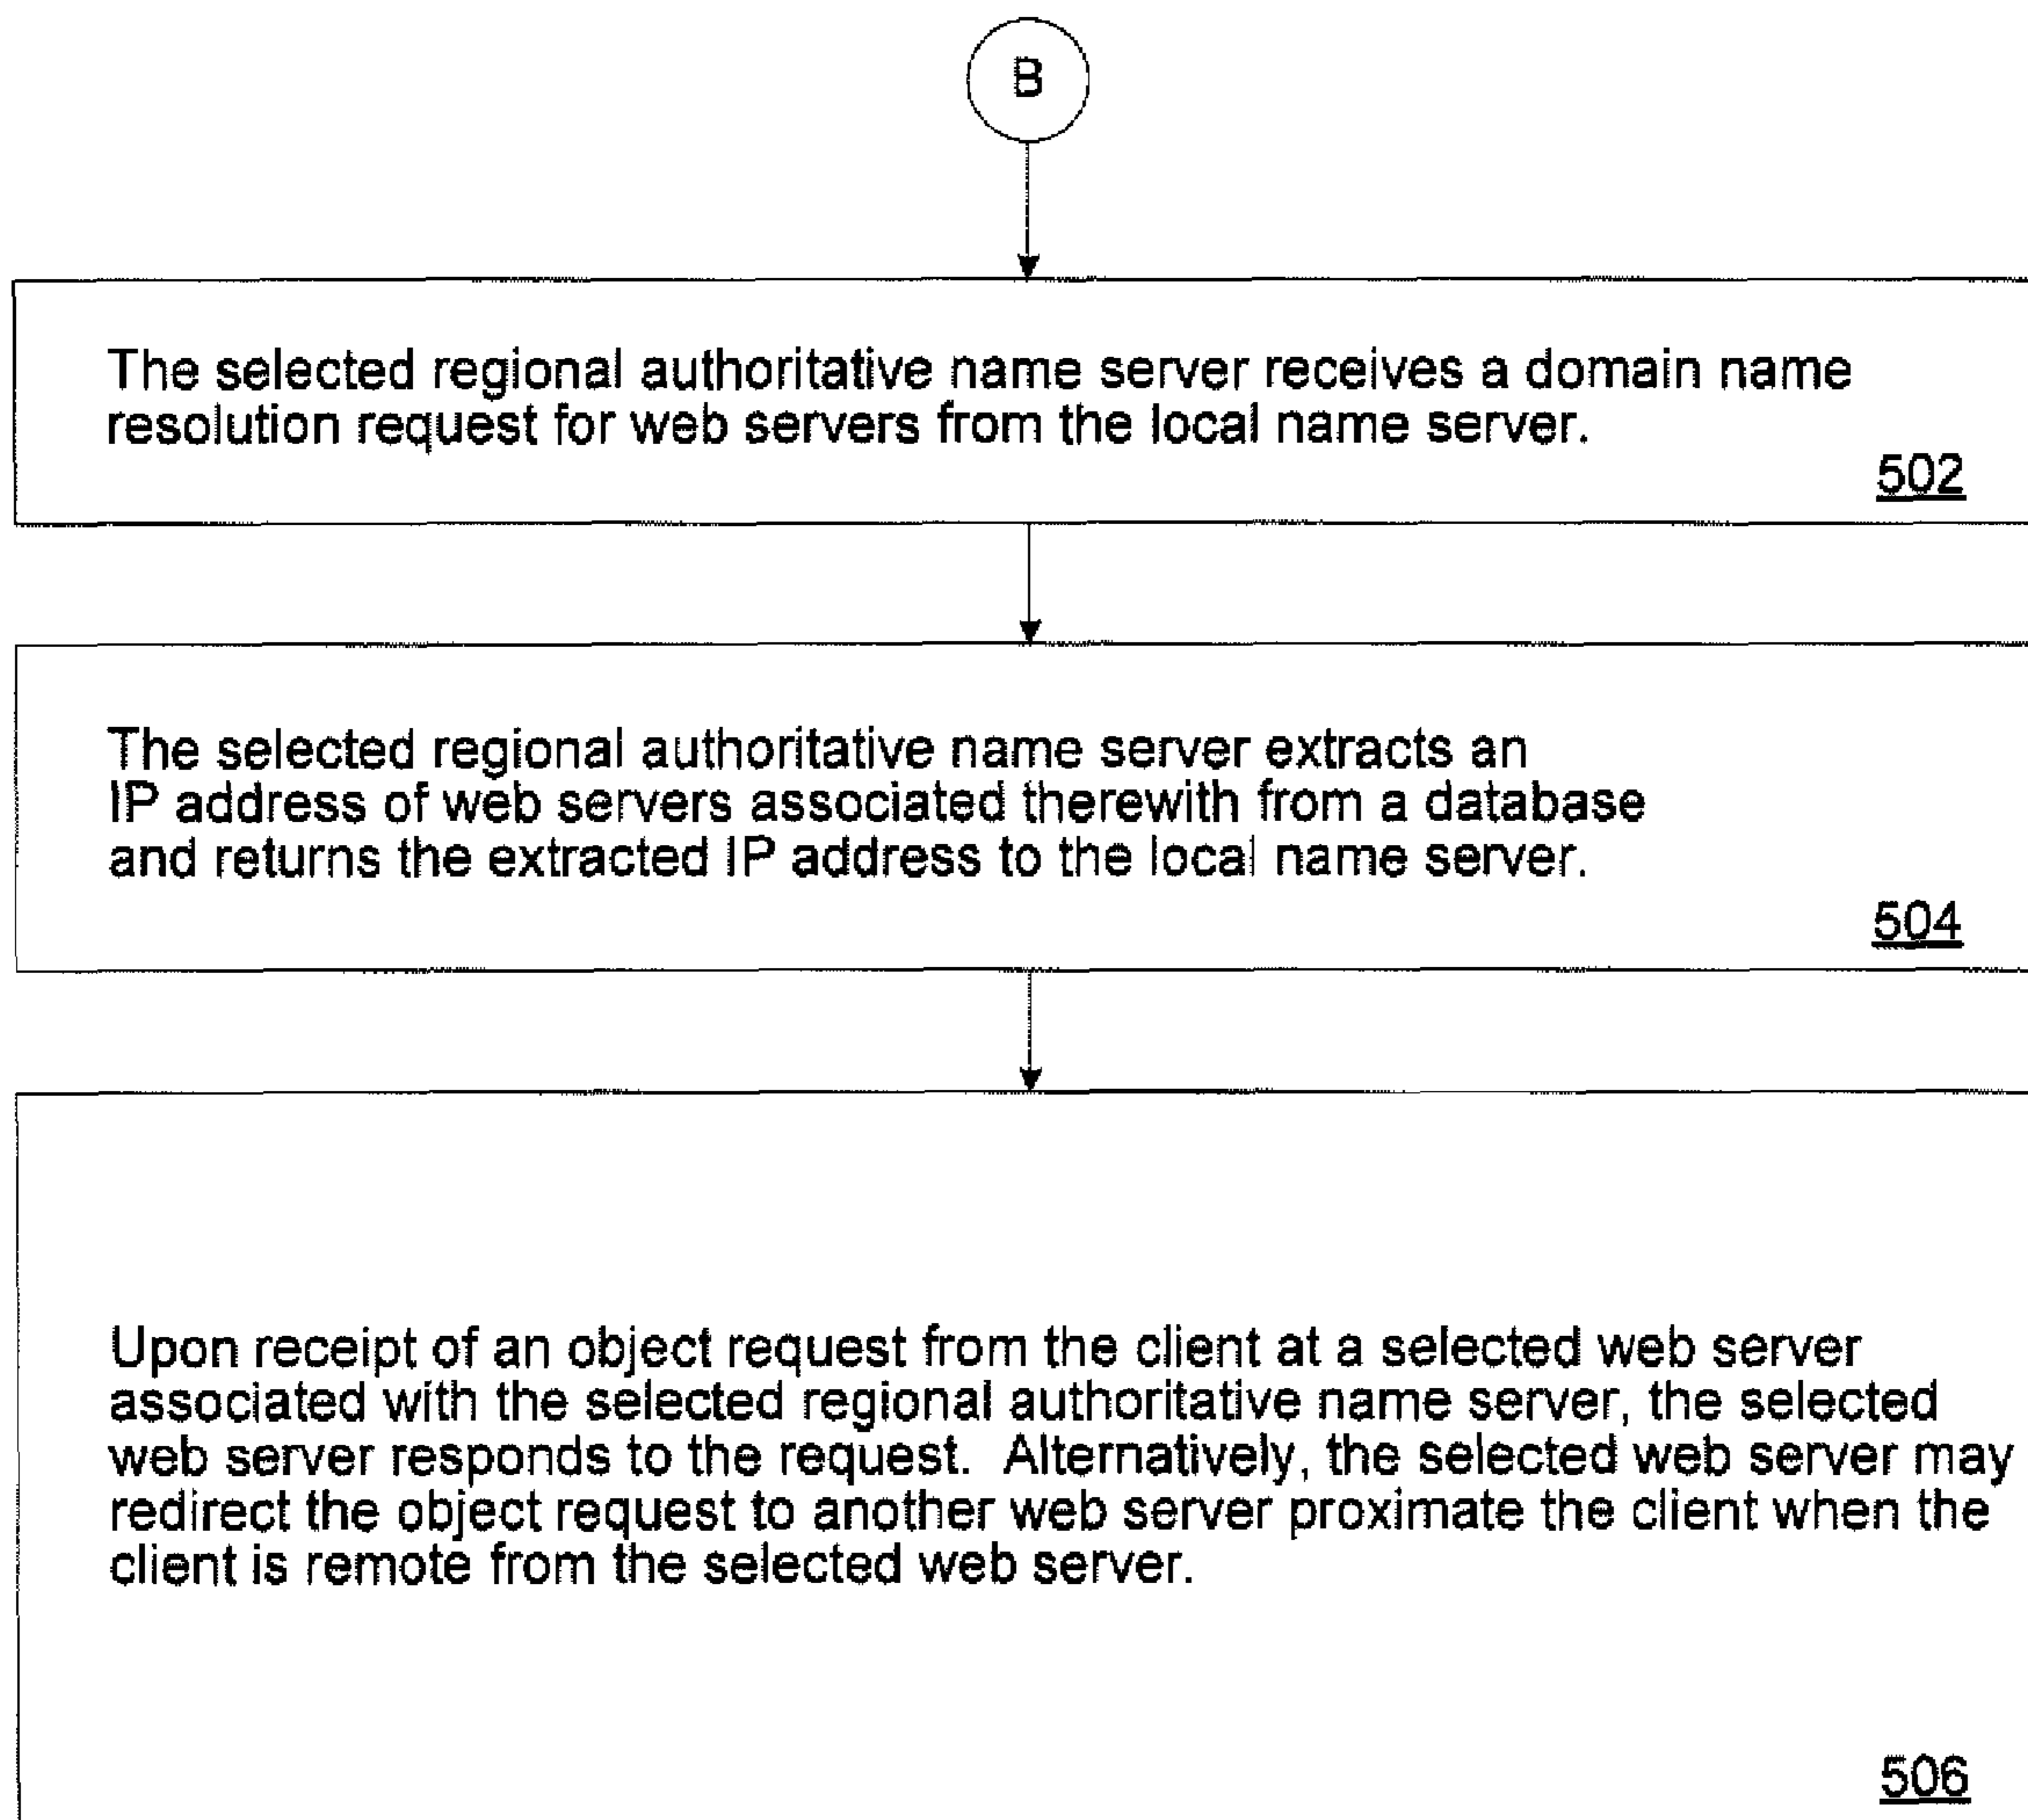 B
The selected regional authoritative name server receives a domain name
resolution request for web servers from the local name server.
502
The selected regional authoritative name server extracts an
IP address of web servers associated therewith from a database
and returns the extracted IP address to the local name server.
504
Upon receipt of an object request from the client at a selected web server
associated with the selected regional authoritative name server, the selected
web server responds to the request.  Alternatively, the selected web server may
redirect the object request to another web server proximate the client when the
client is remote from the selected web server.
506